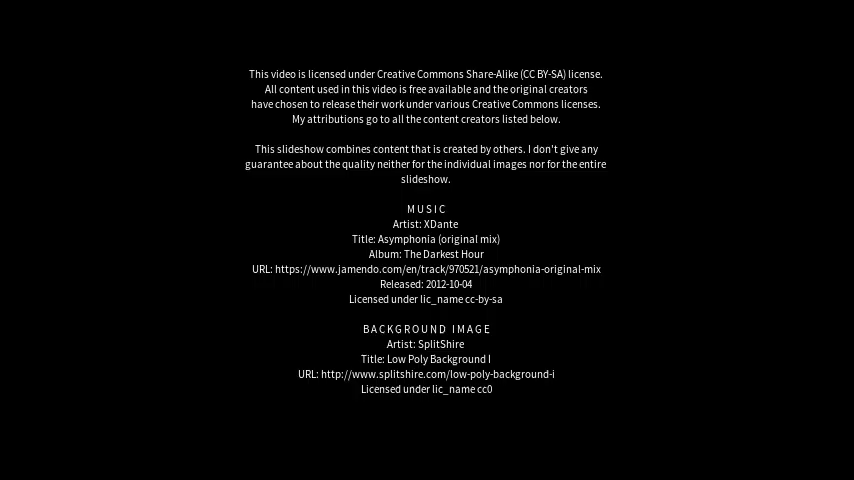 This video is licensed under Creative Commons Share-Alike (CC BY-SA) license.
All content used in this video is free available and the original creators
have chosen to release their work under various Creative Commons licenses.
My attributions go to all the content creators listed below.
This slideshow combines content that is created by others. I don't give any
guarantee about the quality neither for the individual images nor for the entire
slideshow.
MUSIC
Artist: XDante
Title: Asymphonia (original mix)
Album: The Darkest Hour
URL: https://www.jamendo.com/en/track/970521/asymphonia-original-mix
Released: 2012-10-04
Licensed under lic_name cc-by-sa
BACKGROUND IMAGE
Artist: SplitShire
Title: Low Poly Background I
URL: http://www.splitshire.com/low-poly-background-i
Licensed under lic_name cc0